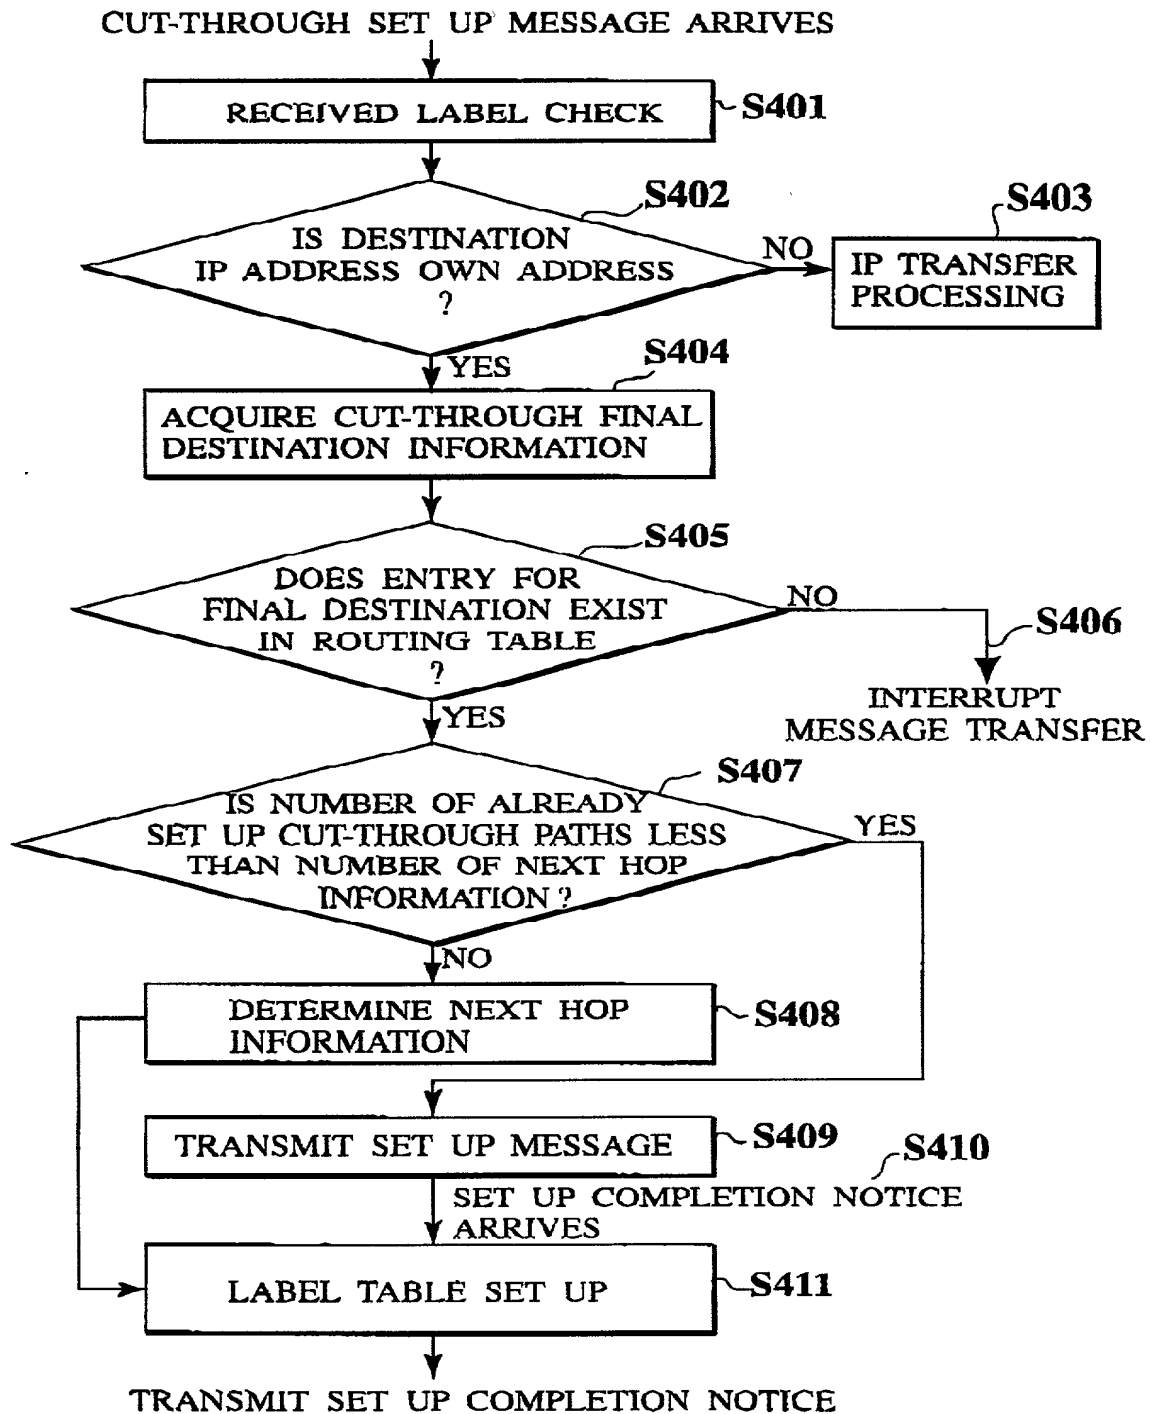 CUT-THROUGH SET UP MESSAGE ARRIVES
RECEIVED LABEL CHECK
S401
S402
IS DESTINATION
IP ADDRESS OWN ADDRESS
?
NO
S403
IP TRANSFER
PROCESSING
YES
S404
ACQUIRE CUT-THROUGH FINAL
DESTINATION INFORMATION
S405
DOES ENTRY FOR
FINAL DESTINATION EXIST
IN ROUTING TABLE
?
NO
S406
INTERRUPT
MESSAGE TRANSFER
YES
S407
IS NUMBER OF ALREADY
SET UP CUT-THROUGH PATHS LESS
THAN NUMBER OF NEXT HOP
INFORMATION ?
YES
NO
DETERMINE NEXT HOP
INFORMATION
S408
TRANSMIT SET UP MESSAGE
S409
S410
SET UP COMPLETION NOTICE
ARRIVES
LABEL TABLE SET UP
S411
TRANSMIT SET UP COMPLETION NOTICE